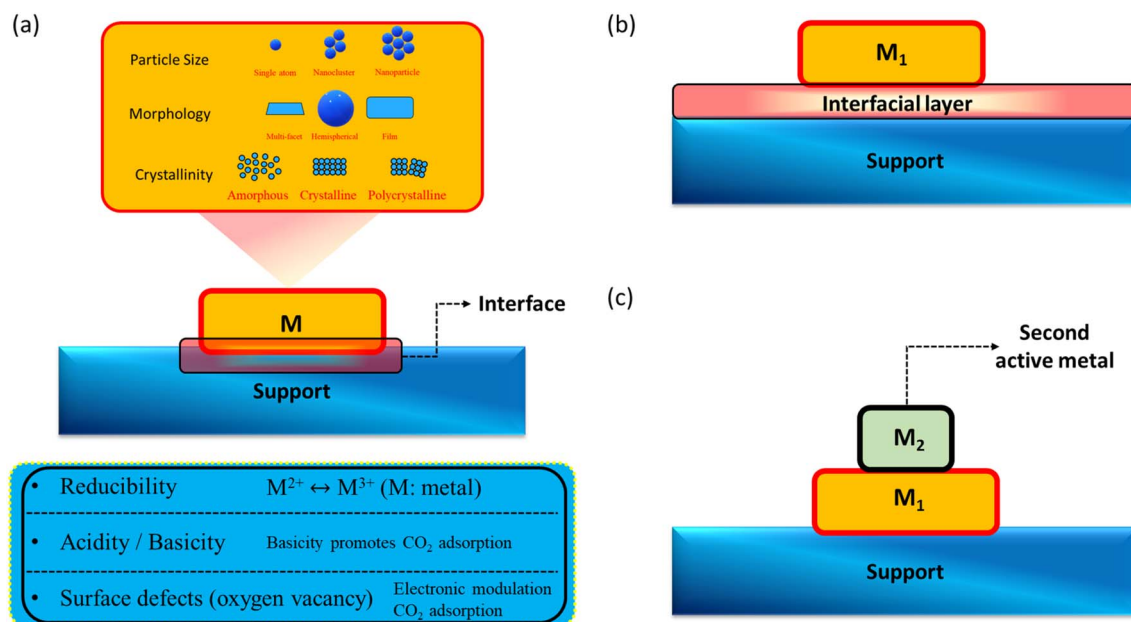 (a)
Particle Size
Single atom Nanocluster Nanoparticle
Morphology
Multi-facet Hemispherical Film
Crystallinity
Amorphous Crystalline Polycrystalline
M
Interface
Support
• Reducibility M²⁺ ↔ M³⁺ (M: metal)
• Acidity / Basicity Basicity promotes CO₂ adsorption
• Surface defects (oxygen vacancy) Electronic modulation
CO₂ adsorption
(b)
M₁
Interfacial layer
Support
(c)
Second
active metal
M₂
M₁
Support